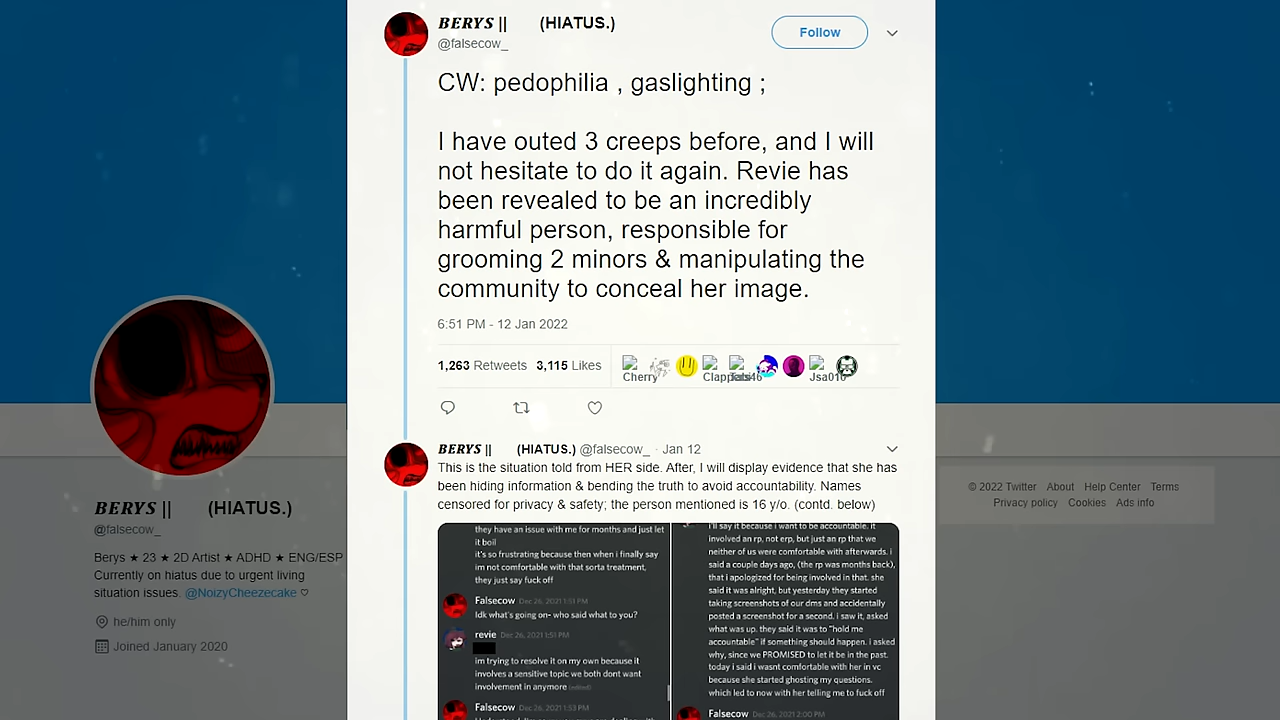 BERYS || (HIATUS.)
@falsecow_
Follow
CW: pedophilia , gaslighting ;
I have outed 3 creeps before, and I will
not hesitate to do it again. Revie has
been revealed to be an incredibly
harmful person, responsible for
grooming 2 minors & manipulating the
community to conceal her image.
6:51 PM - 12 Jan 2022
1,263 Retweets 3,115 Likes
Cherry
BERYS || (HIATUS.) @falsecow_ · Jan 12
This is the situation told from HER side. After, I will display evidence that she has
been hiding information & bending the truth to avoid accountability. Names
censored for privacy & safety; the person mentioned is 16 y/o. (contd. below)
they have an issue with me for months and just let
it boil
it's so frustrating because then when i finally say
im not comfortable with that sorta treatment,
they just say fuck off
Falsecow Dec 26, 2021 1:53 PM
Idk what's going on- who said what to you?
revie Dec 26, 2021 1:51 PM
im trying to resolve it on my own because it
involves a sensitive topic we both dont want
involvement in anymore (edited)
Falsecow Dec 26, 2021 1:53 PM
i'll say it because i want to be accountable. it
involved an rp, not erp, but just an rp that we
neither of us were comfortable with afterwards. i
said a couple days ago, (the rp was months back),
that i apologized for being involved in that. she
said it was alright, but yesterday they started
taking screenshots of our dms and accidentally
posted a screenshot for a second. i saw it, asked
what was up. they said it was to "hold me
accountable" if something should happen. i asked
why, since we PROMISED to let it be in the past.
today i said i wasnt comfortable with her in vc
because she started ghosting my questions.
which led to now with her telling me to fuck off
Falsecow Dec 26, 2021 2:00 PM
BERYS || (HIATUS.)
@falsecow_
Berys ★ 23 ★ 2D Artist ★ ADHD ★ ENG/ESP
Currently on hiatus due to urgent living
situation issues. @NoizyCheezecake ♡
he/him only
Joined January 2020
© 2022 Twitter About Help Center Terms
Privacy policy Cookies Ads info